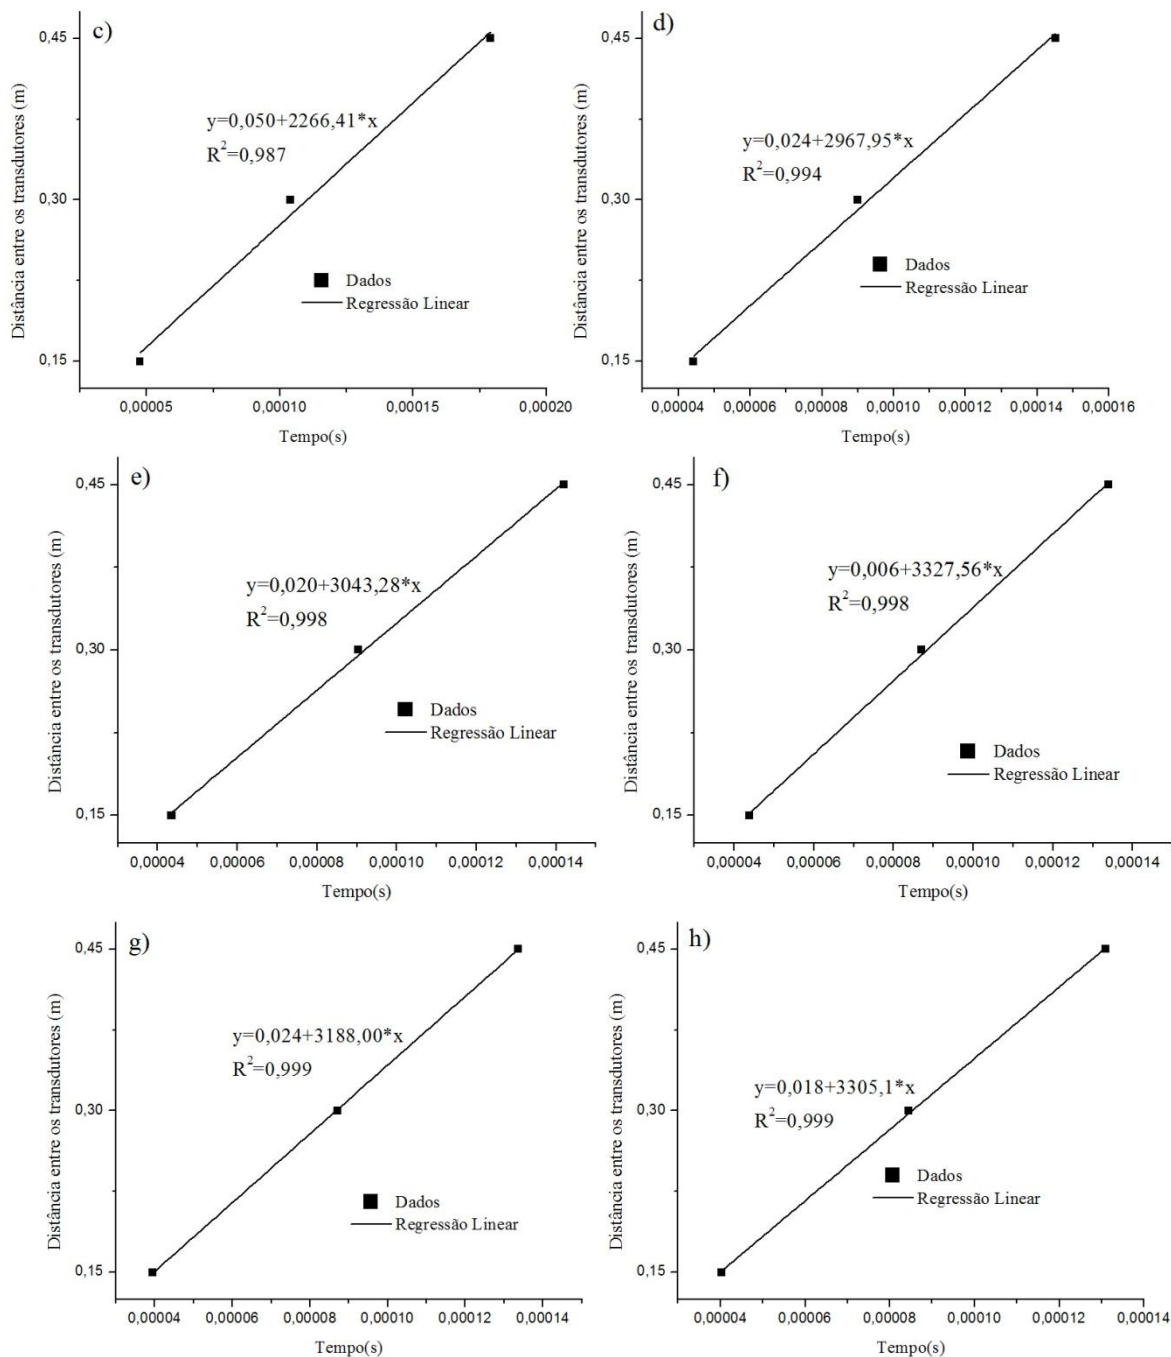 c)
Distância entre os transdutores (m)
0,45
0,30
0,15
y=0,050+2266,41*x
R²=0,987
Dados
Regressão Linear
0,00005 0,00010 0,00015 0,00020
Tempo(s)
d)
Distância entre os transdutores (m)
0,45
0,30
0,15
y=0,024+2967,95*x
R²=0,994
Dados
Regressão Linear
0,00004 0,00006 0,00008 0,00010 0,00012 0,00014 0,00016
Tempo(s)
e)
Distância entre os transdutores (m)
0,45
0,30
0,15
y=0,020+3043,28*x
R²=0,998
Dados
Regressão Linear
0,00004 0,00006 0,00008 0,00010 0,00012 0,00014
Tempo(s)
f)
Distância entre os transdutores (m)
0,45
0,30
0,15
y=0,006+3327,56*x
R²=0,998
Dados
Regressão Linear
0,00004 0,00006 0,00008 0,00010 0,00012 0,00014
Tempo(s)
g)
Distância entre os transdutores (m)
0,45
0,30
0,15
y=0,024+3188,00*x
R²=0,999
Dados
Regressão Linear
0,00004 0,00006 0,00008 0,00010 0,00012 0,00014
Tempo(s)
h)
Distância entre os transdutores (m)
0,45
0,30
0,15
y=0,018+3305,1*x
R²=0,999
Dados
Regressão Linear
0,00004 0,00006 0,00008 0,00010 0,00012 0,00014
Tempo(s)